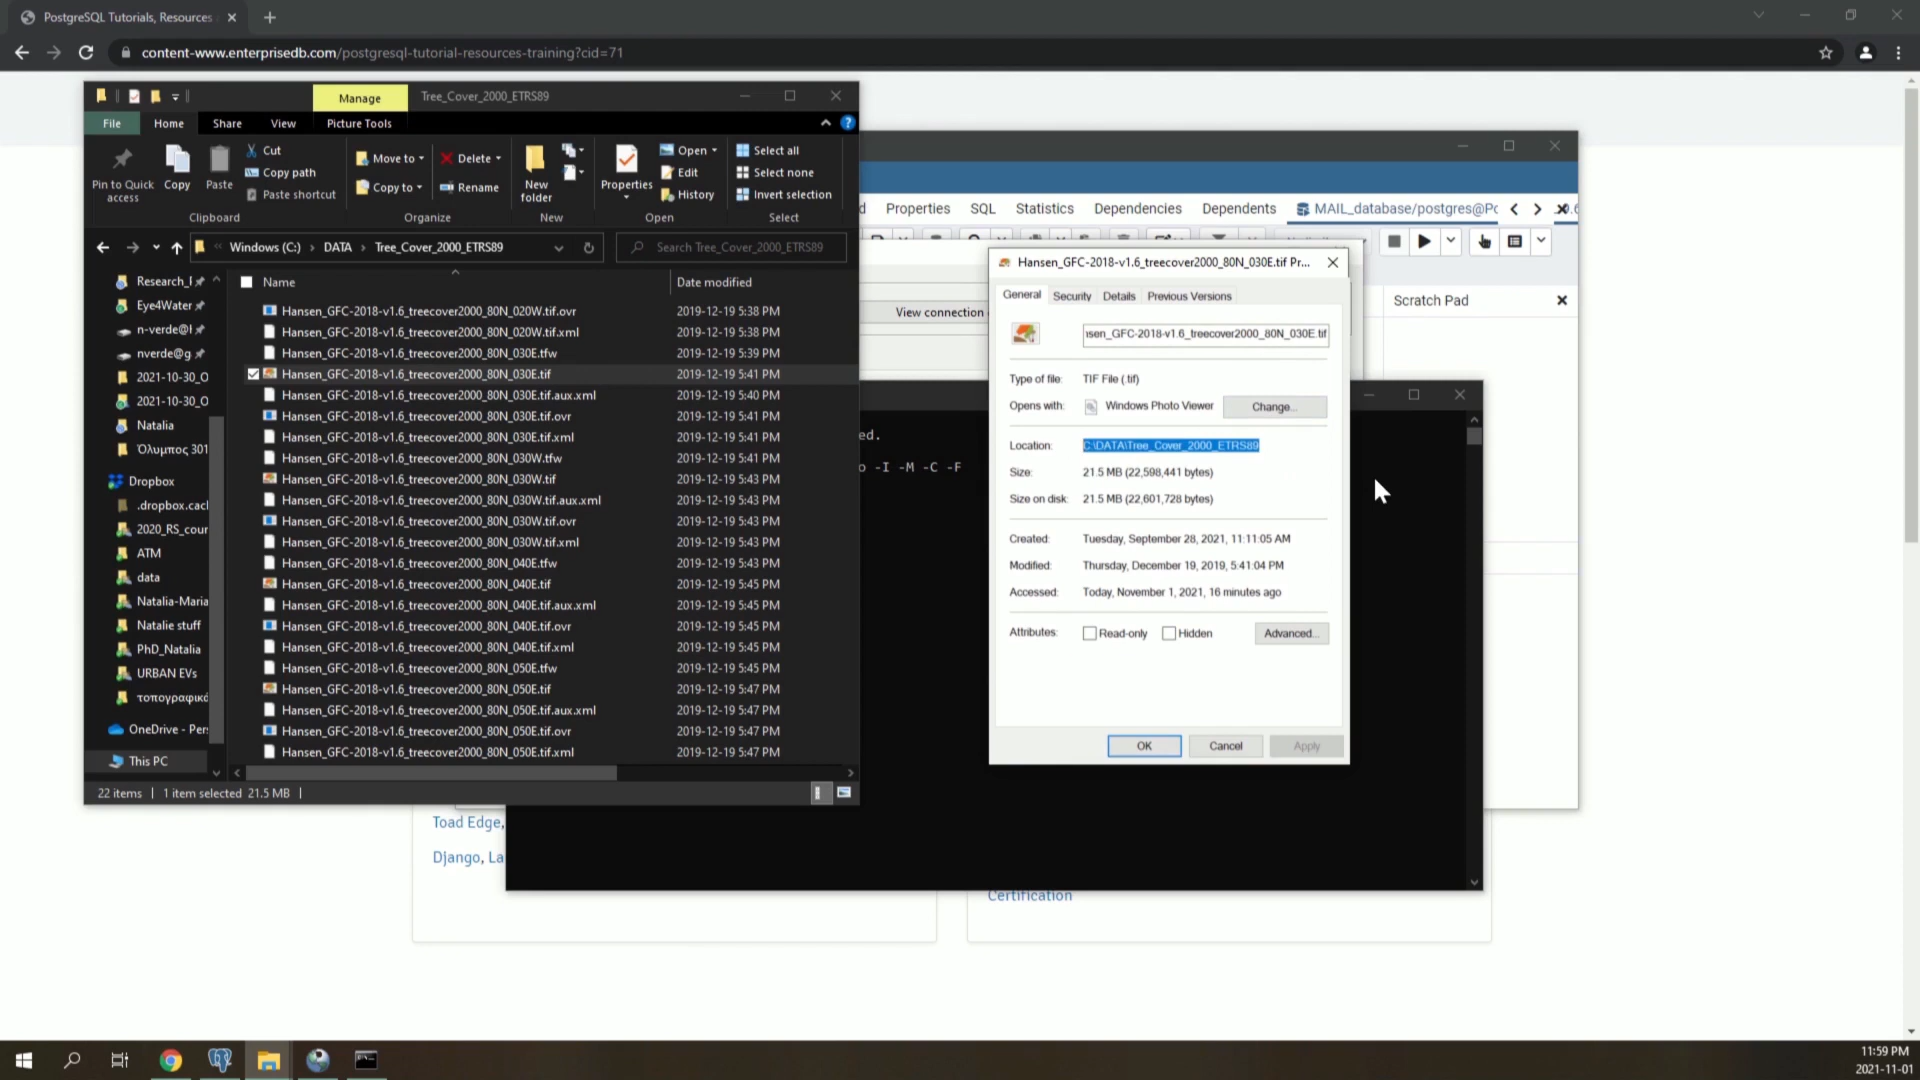 PostgreSQL Tutorials, Resources
content-www.enterprisedb.com/postgresql-tutorial-resources-training?cid=71
Manage
Tree_Cover_2000_ETRS89
File
Home
Share
View
Picture Tools
Pin to Quick access
Copy
Paste
Cut
Copy path
Paste shortcut
Clipboard
Move to
Copy to
Delete
Rename
Organize
New folder
New
Properties
Open
Edit
History
Open
Select all
Select none
Invert selection
Select
Windows (C:) › DATA › Tree_Cover_2000_ETRS89
Search Tree_Cover_2000_ETRS89
Eye4Water
n-verde@
nverde@g
2021-10-30_O
2021-10-30_O
Natalia
Όλυμπος 301
Dropbox
.dropbox.cac
2020_RS_cour
ATM
data
Natalia-Maria
Natalie stuff
PhD_Natalia
URBAN EVs
τοπογραφικά
OneDrive - Per
This PC
Name
Date modified
Hansen_GFC-2018-v1.6_treecover2000_80N_020W.tif.ovr 2019-12-19 5:38 PM
Hansen_GFC-2018-v1.6_treecover2000_80N_020W.tif.xml 2019-12-19 5:38 PM
Hansen_GFC-2018-v1.6_treecover2000_80N_030E.tfw 2019-12-19 5:39 PM
Hansen_GFC-2018-v1.6_treecover2000_80N_030E.tif 2019-12-19 5:41 PM
Hansen_GFC-2018-v1.6_treecover2000_80N_030E.tif.aux.xml 2019-12-19 5:40 PM
Hansen_GFC-2018-v1.6_treecover2000_80N_030E.tif.ovr 2019-12-19 5:41 PM
Hansen_GFC-2018-v1.6_treecover2000_80N_030E.tif.xml 2019-12-19 5:41 PM
Hansen_GFC-2018-v1.6_treecover2000_80N_030W.tfw 2019-12-19 5:41 PM
Hansen_GFC-2018-v1.6_treecover2000_80N_030W.tif 2019-12-19 5:43 PM
Hansen_GFC-2018-v1.6_treecover2000_80N_030W.tif.aux.xml 2019-12-19 5:43 PM
Hansen_GFC-2018-v1.6_treecover2000_80N_030W.tif.ovr 2019-12-19 5:43 PM
Hansen_GFC-2018-v1.6_treecover2000_80N_030W.tif.xml 2019-12-19 5:43 PM
Hansen_GFC-2018-v1.6_treecover2000_80N_040E.tfw 2019-12-19 5:43 PM
Hansen_GFC-2018-v1.6_treecover2000_80N_040E.tif 2019-12-19 5:45 PM
Hansen_GFC-2018-v1.6_treecover2000_80N_040E.tif.aux.xml 2019-12-19 5:45 PM
Hansen_GFC-2018-v1.6_treecover2000_80N_040E.tif.ovr 2019-12-19 5:45 PM
Hansen_GFC-2018-v1.6_treecover2000_80N_040E.tif.xml 2019-12-19 5:45 PM
Hansen_GFC-2018-v1.6_treecover2000_80N_050E.tfw 2019-12-19 5:45 PM
Hansen_GFC-2018-v1.6_treecover2000_80N_050E.tif 2019-12-19 5:47 PM
Hansen_GFC-2018-v1.6_treecover2000_80N_050E.tif.aux.xml 2019-12-19 5:47 PM
Hansen_GFC-2018-v1.6_treecover2000_80N_050E.tif.ovr 2019-12-19 5:47 PM
Hansen_GFC-2018-v1.6_treecover2000_80N_050E.tif.xml 2019-12-19 5:47 PM
22 items | 1 item selected 21.5 MB |
d Properties SQL Statistics Dependencies Dependents MAIL_database/postgres@Po
View connection
Scratch Pad
ed.
o -I -M -C -F
Hansen_GFC-2018-v1.6_treecover2000_80N_030E.tif Pr...
General Security Details Previous Versions
sen_GFC-2018-v1.6_treecover2000_80N_030E.tif
Type of file: TIF File (.tif)
Opens with: Windows Photo Viewer Change...
Location: C:\DATA\Tree_Cover_2000_ETRS89
Size: 21.5 MB (22,598,441 bytes)
Size on disk: 21.5 MB (22,601,728 bytes)
Created: Tuesday, September 28, 2021, 11:11:05 AM
Modified: Thursday, December 19, 2019, 5:41:04 PM
Accessed: Today, November 1, 2021, 16 minutes ago
Attributes: Read-only Hidden Advanced...
OK Cancel Apply
Toad Edge,
Django, La
Certification
11:59 PM
2021-11-01